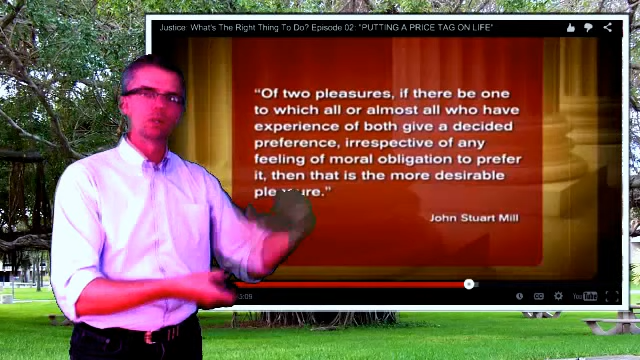 Justice: What's The Right Thing To Do? Episode 02: "PUTTING A PRICE TAG ON LIFE"
“Of two pleasures, if there be one
to which all or almost all who have
experience of both give a decided
preference, irrespective of any
feeling of moral obligation to prefer
it, then that is the more desirable
pleasure.”
John Stuart Mill
CC
YouTube